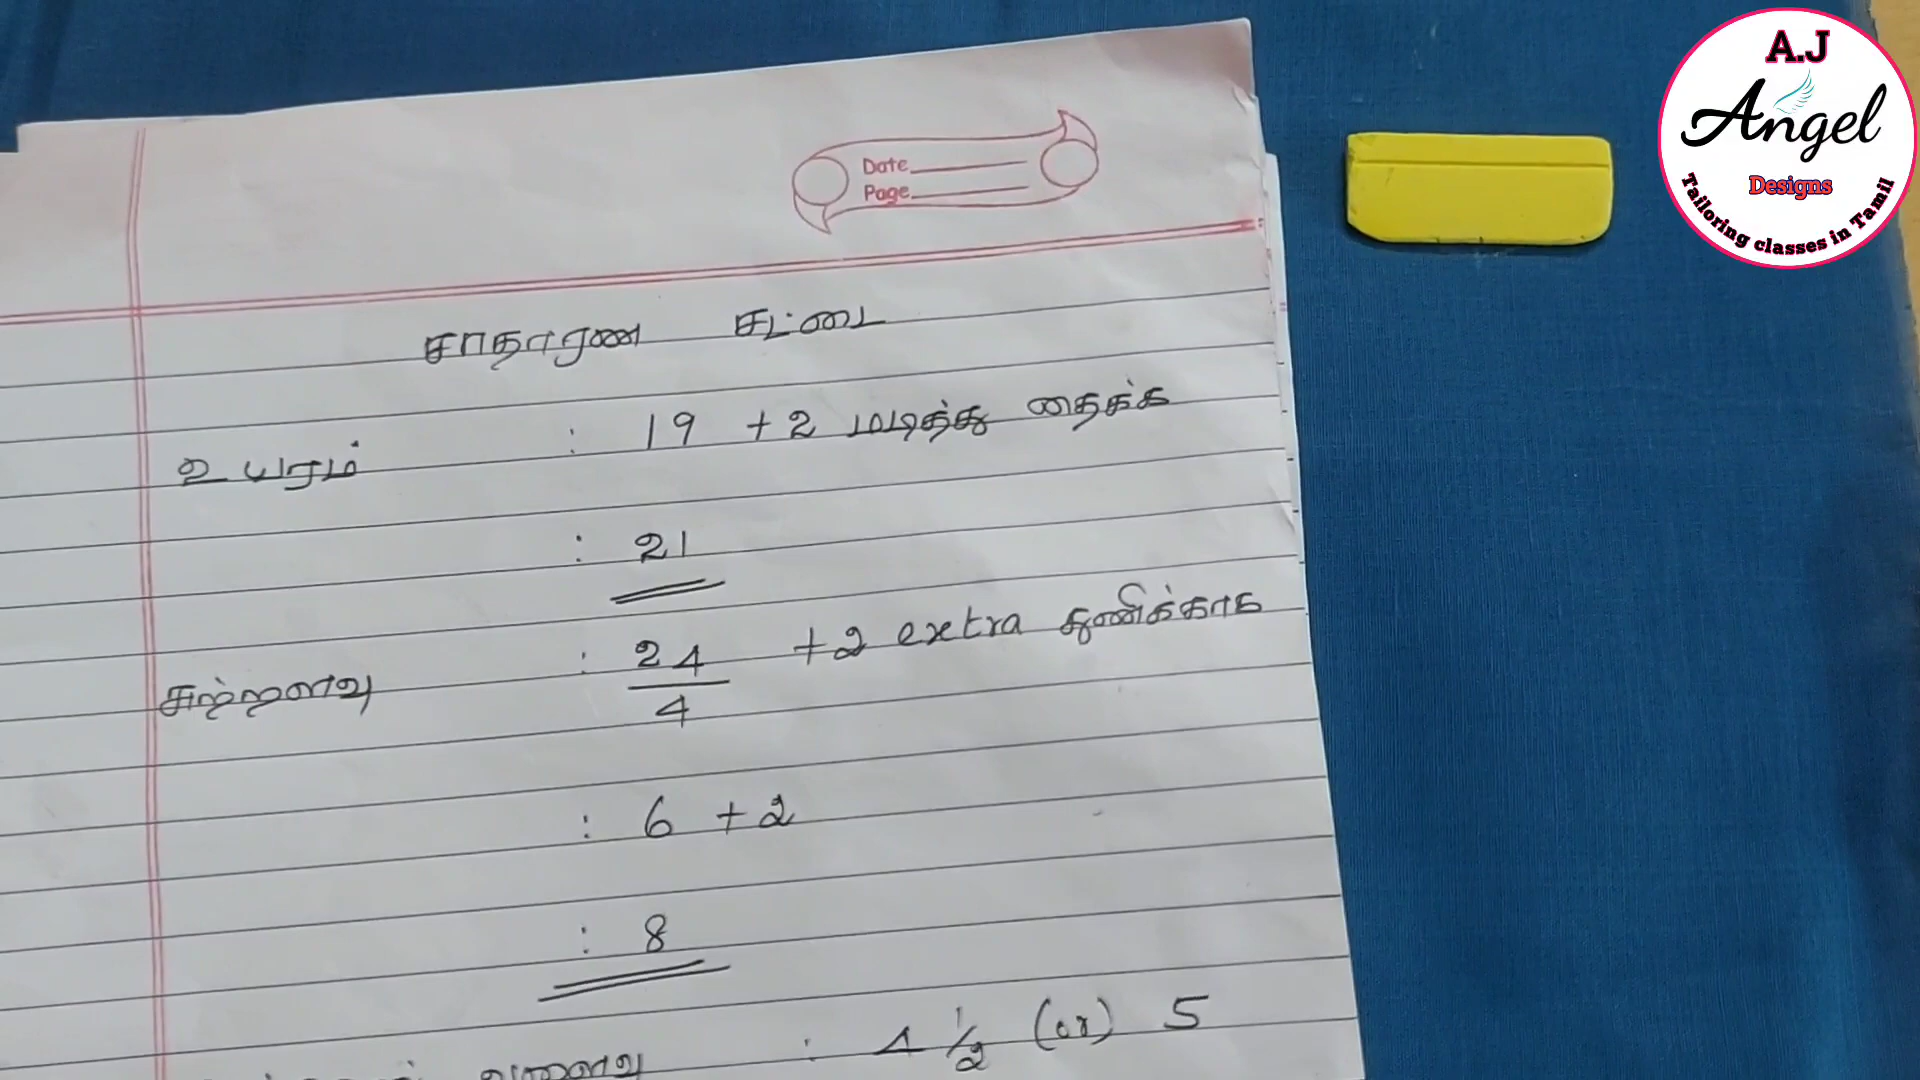 A.J
Angel
Designs
Tailoring classes in Tamil
Date
Page
சாதாரண சட்டை
உயரம் : 19 +2 மடித்து தைக்க
: 21
சுற்றளவு : 24/4 +2 extra துணிக்காக
: 6 +2
: 8
: 4 1/2 (or) 5